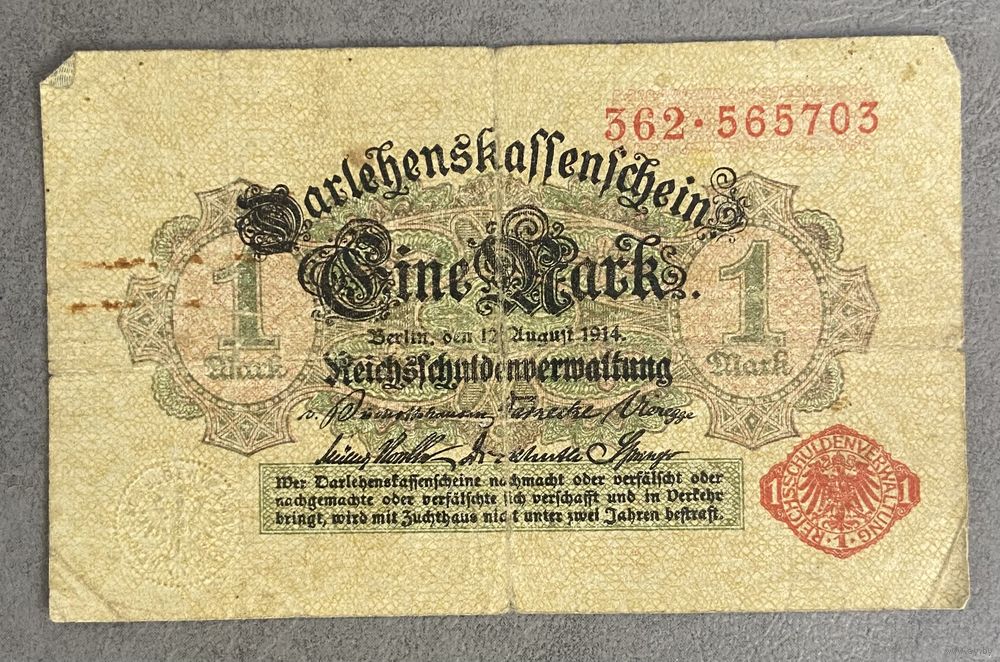 362·565703
Darlehenskassenschein
Eine Mark.
1 Mark
1 Mark
Berlin, den 12 August 1914.
Reichsschuldenverwaltung
Wer Darlehenskassenscheine nachmacht oder verfälscht oder
nachgemachte oder verfälschte sich verschafft und in Verkehr
bringt, wird mit Zuchthaus nicht unter zwei Jahren bestraft.
REICHSSCHULDENVERWALTUNG
1 1
·1·